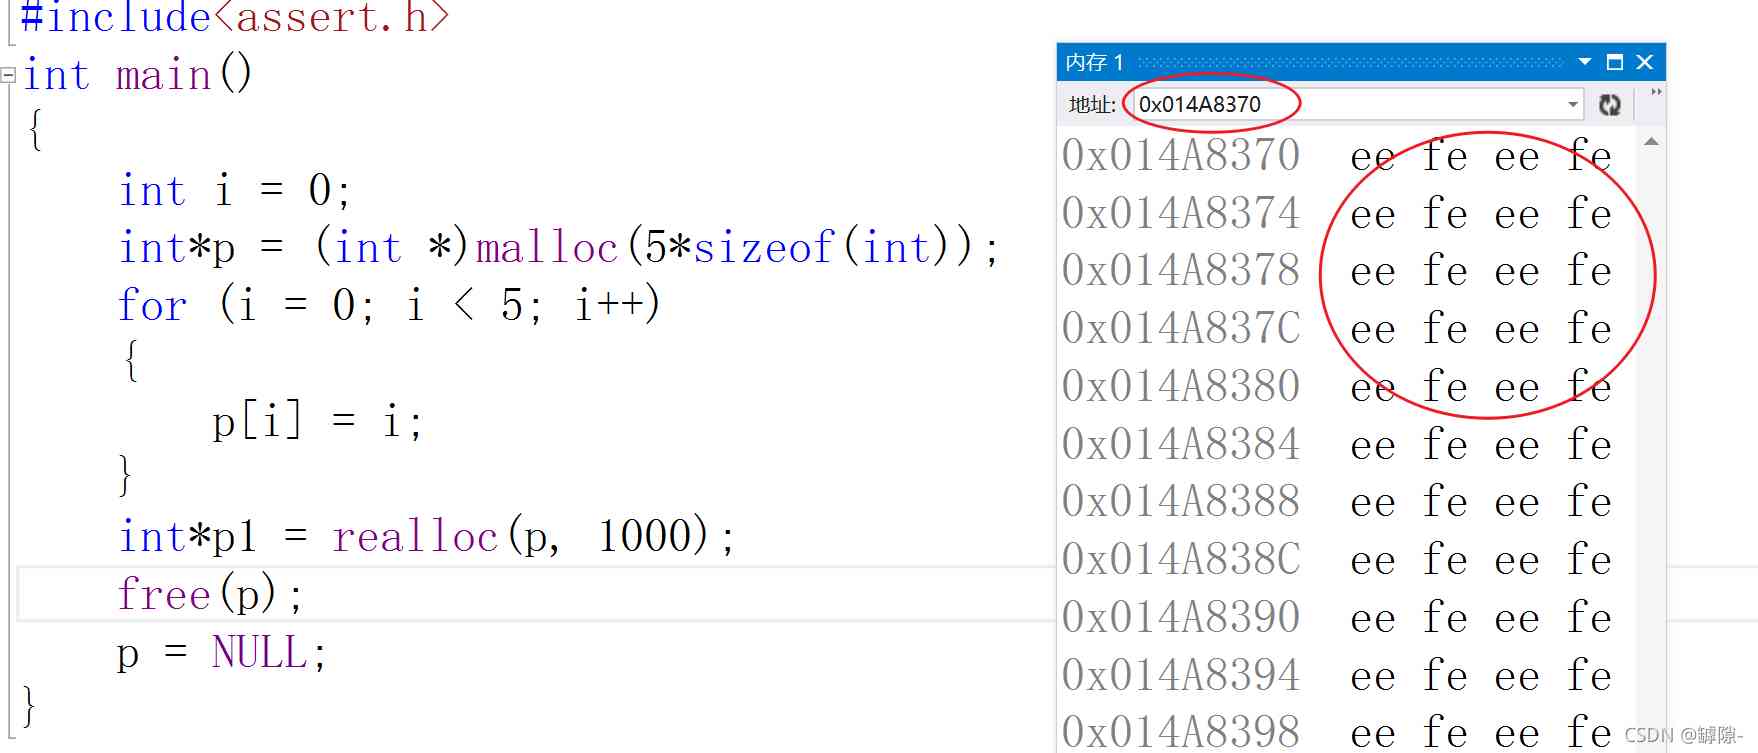 #include<assert.h>
int main()
{
int i = 0;
int*p = (int *)malloc(5*sizeof(int));
for (i = 0; i < 5; i++)
{
p[i] = i;
}
int*p1 = realloc(p, 1000);
free(p);
p = NULL;
}
内存 1
地址: 0x014A8370
0x014A8370 ee fe ee fe
0x014A8374 ee fe ee fe
0x014A8378 ee fe ee fe
0x014A837C ee fe ee fe
0x014A8380 ee fe ee fe
0x014A8384 ee fe ee fe
0x014A8388 ee fe ee fe
0x014A838C ee fe ee fe
0x014A8390 ee fe ee fe
0x014A8394 ee fe ee fe
0x014A8398 ee fe ee fe
CSDN @罅隙-